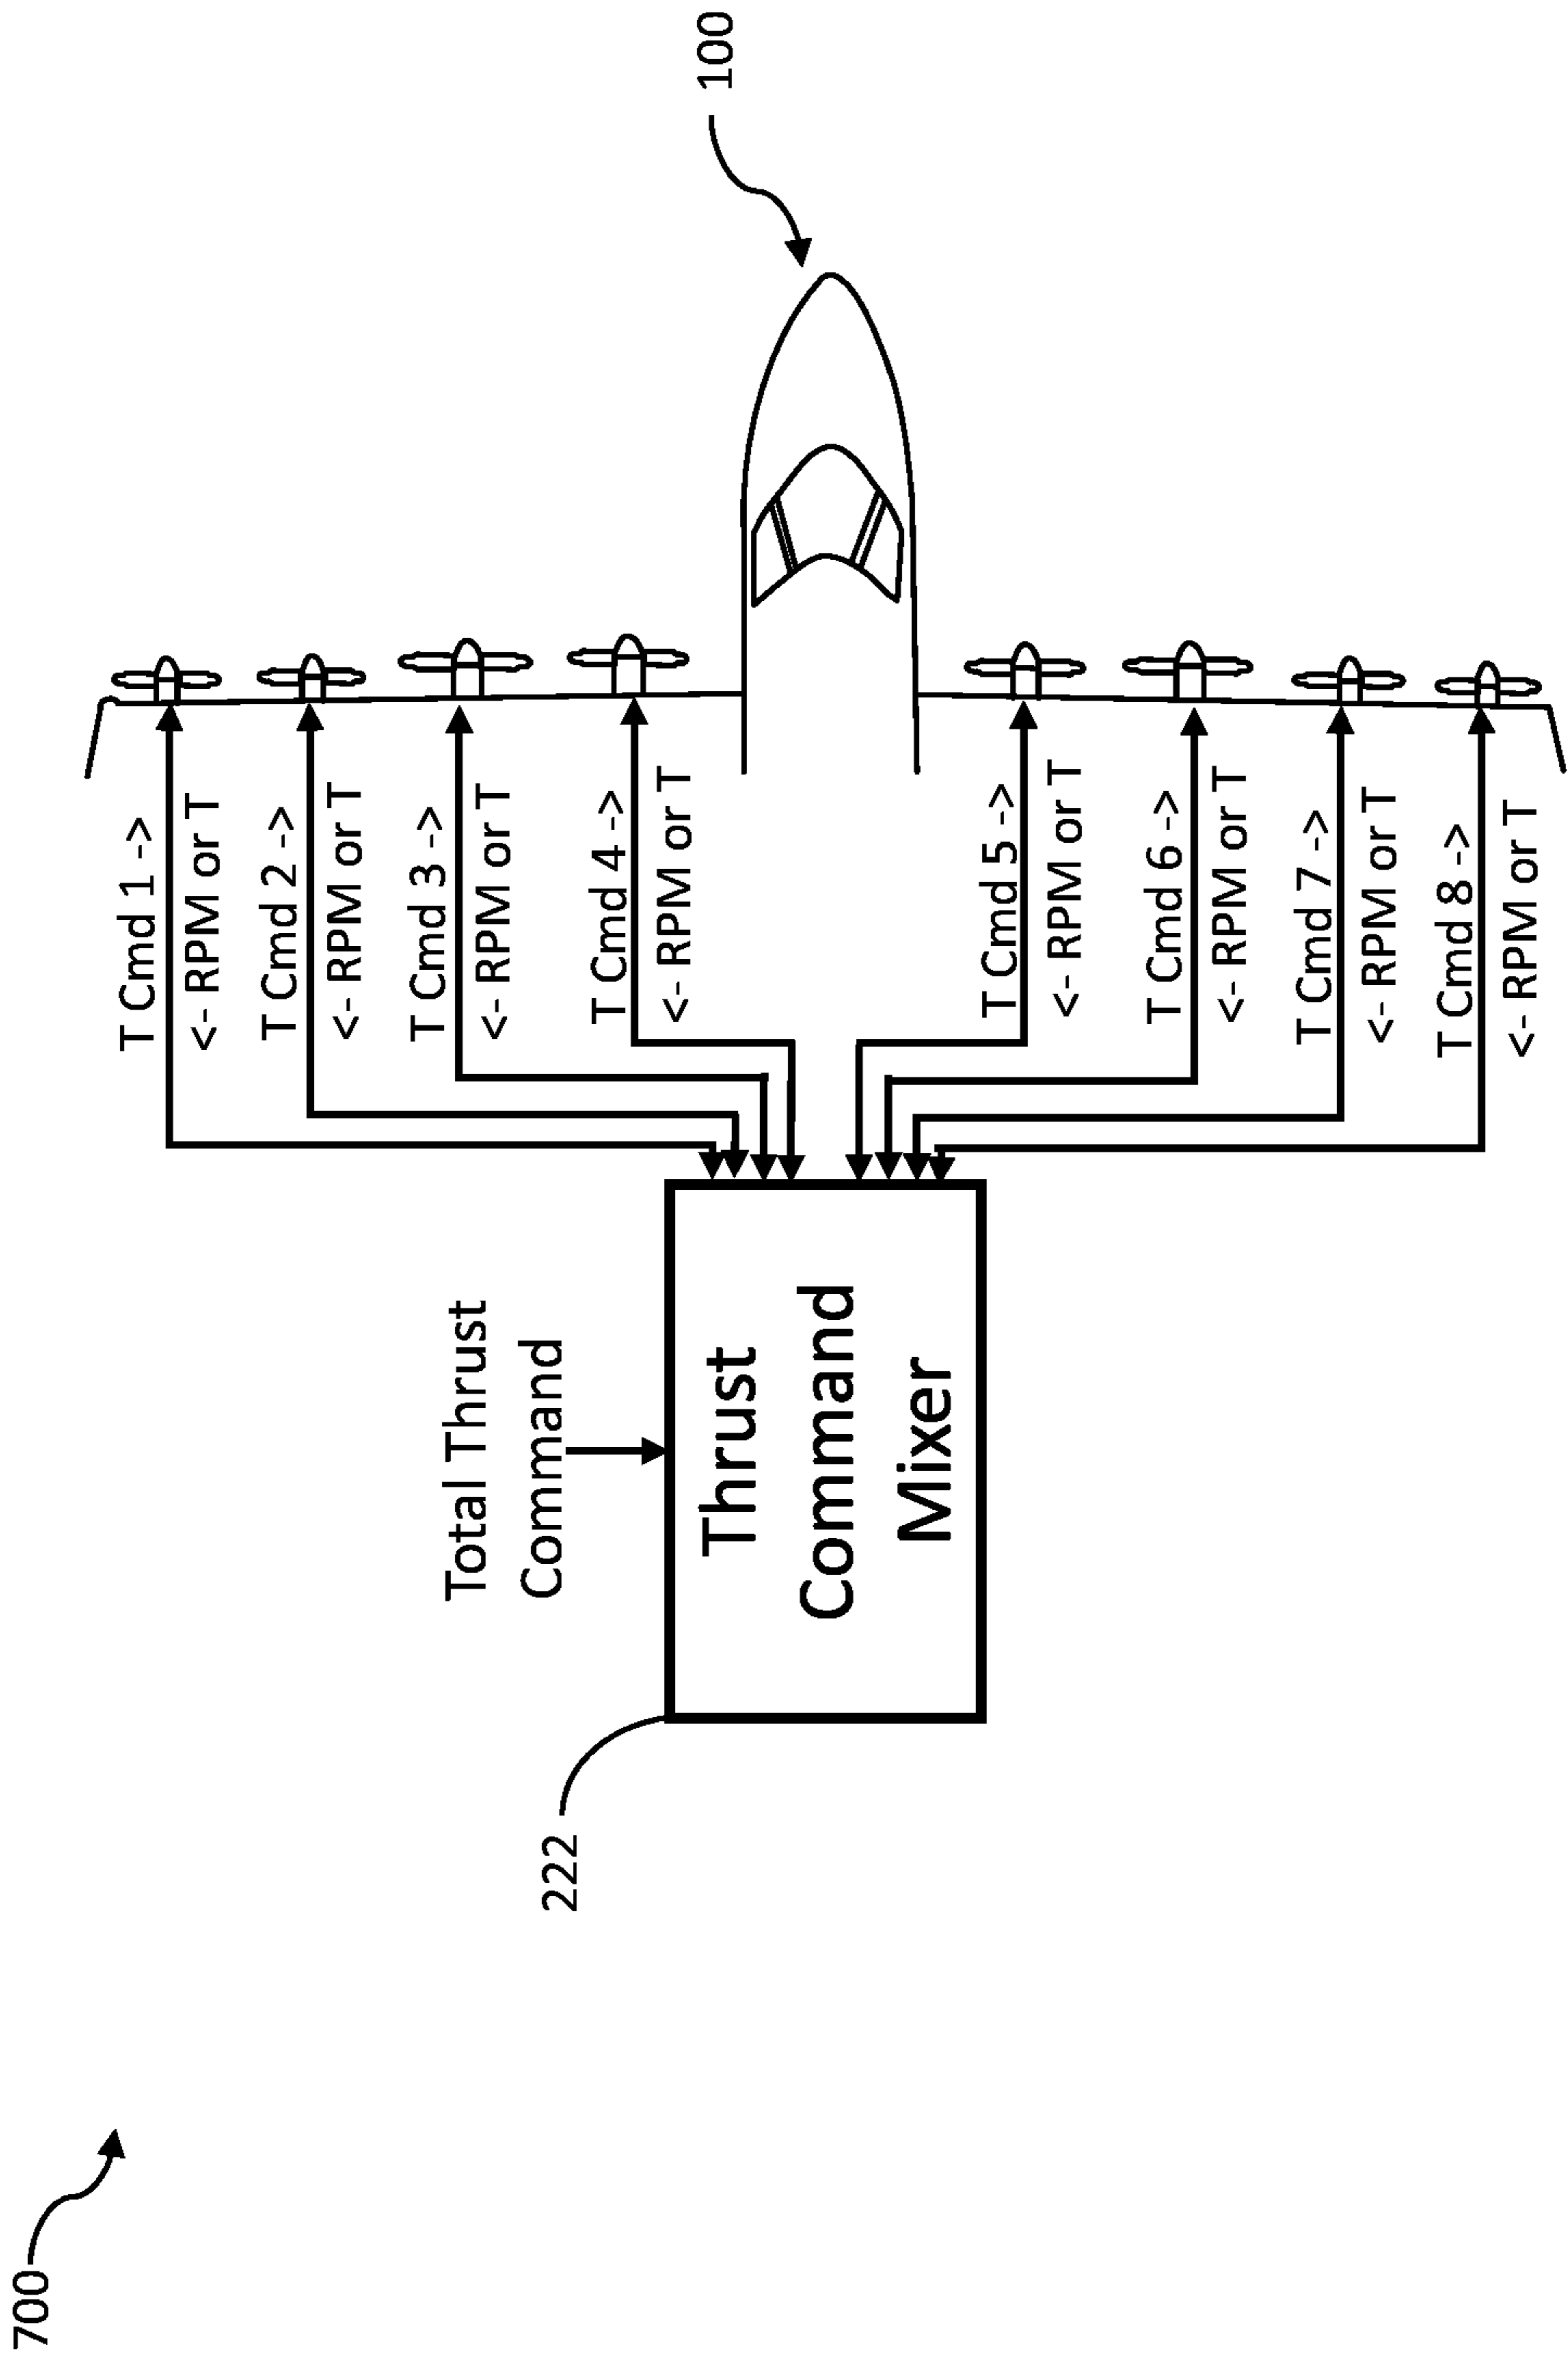 700
100
T Cmd 1 ->
<- RPM or T
T Cmd 2 ->
<- RPM or T
T Cmd 3 ->
<- RPM or T
T Cmd 4 ->
<- RPM or T
T Cmd 5 ->
<- RPM or T
T Cmd 6 ->
<- RPM or T
T Cmd 7 ->
<- RPM or T
T Cmd 8 ->
<- RPM or T
Total Thrust
Command
Thrust
Command
Mixer
222